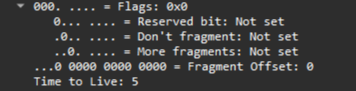 000. .... = Flags: 0x0
0... .... = Reserved bit: Not set
.0.. .... = Don't fragment: Not set
..0. .... = More fragments: Not set
...0 0000 0000 0000 = Fragment Offset: 0
Time to Live: 5